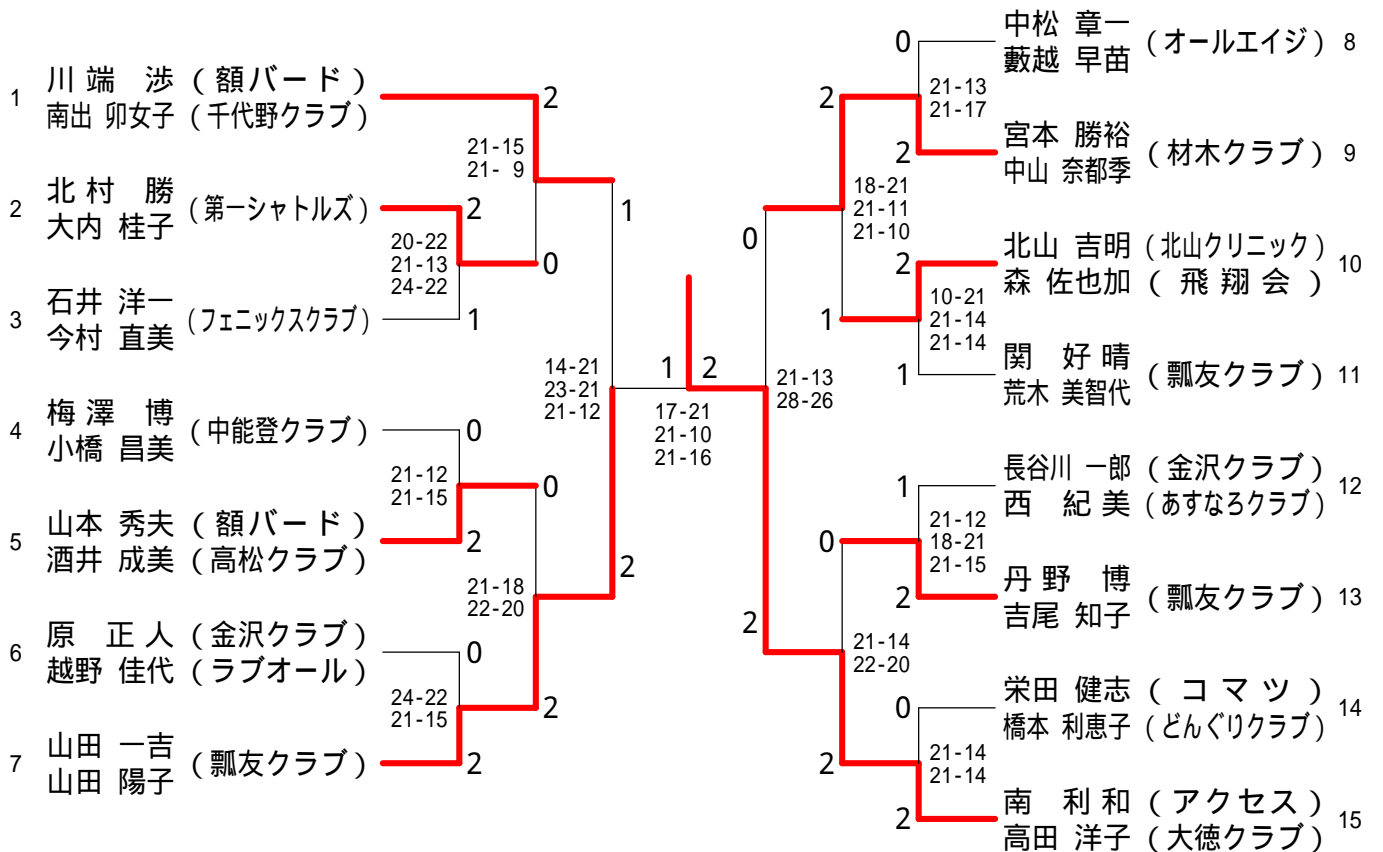 1 川端 渉 (額バード)
南出 卯女子 (千代野クラブ)
2 北村 勝
大内 桂子 (第一シャトルズ)
3 石井 洋一
今村 直美 (フェニックスクラブ)
4 梅澤 博
小橋 昌美 (中能登クラブ)
5 山本 秀夫 (額バード)
酒井 成美 (高松クラブ)
6 原 正人 (金沢クラブ)
越野 佳代 (ラブオール)
7 山田 一吉
山田 陽子 (瓢友クラブ)
2
21-15
21- 9
2
20-22
21-13
24-22
0
1
1
0
21-12
21-15
0
2
21-18
22-20
0
24-22
21-15
2
2
14-21
23-21
21-12
2
1
2
17-21
21-10
21-16
0
21-13
28-26
2
2
18-21
21-11
21-10
1
0
21-14
22-20
2
0
21-13
21-17
2
2
10-21
21-14
21-14
1
1
21-12
18-21
21-15
2
0
21-14
21-14
2
中松 章一
藪越 早苗 (オールエイジ) 8
宮本 勝裕
中山 奈都季 (材木クラブ) 9
北山 吉明 (北山クリニック)
森 佐也加 (飛翔会) 10
関 好晴
荒木 美智代 (瓢友クラブ) 11
長谷川 一郎 (金沢クラブ)
西 紀美 (あすなろクラブ) 12
丹野 博
吉尾 知子 (瓢友クラブ) 13
栄田 健志 (コマツ)
橋本 利恵子 (どんぐりクラブ) 14
南 利和 (アクセス)
高田 洋子 (大徳クラブ) 15